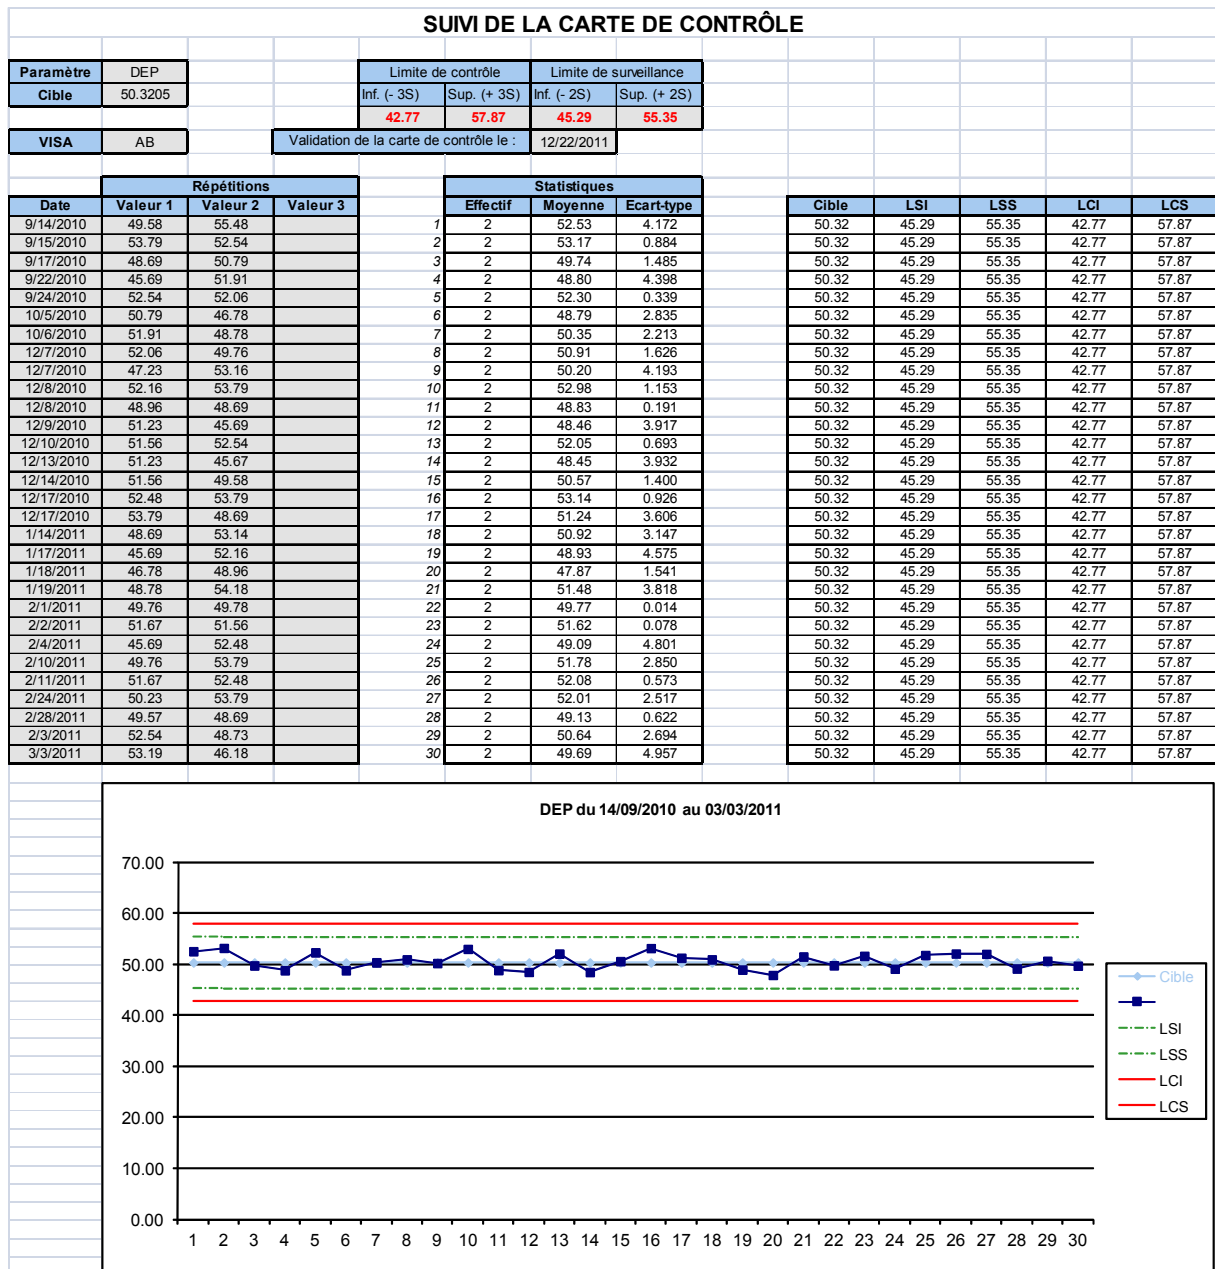 SUIVI DE LA CARTE DE CONTRÔLE
Paramètre DEP Limite de contrôle Limite de surveillance
Cible 50.3205 Inf. (- 3S) Sup. (+ 3S) Inf. (- 2S) Sup. (+ 2S)
42.77 57.87 45.29 55.35
VISA AB Validation de la carte de contrôle le : 12/22/2011
Répétitions Statistiques
Date Valeur 1 Valeur 2 Valeur 3 Effectif Moyenne Ecart-type Cible LSI LSS LCI LCS
9/14/2010 49.58 55.48 1 2 52.53 4.172 50.32 45.29 55.35 42.77 57.87
9/15/2010 53.79 52.54 2 2 53.17 0.884 50.32 45.29 55.35 42.77 57.87
9/17/2010 48.69 50.79 3 2 49.74 1.485 50.32 45.29 55.35 42.77 57.87
9/22/2010 45.69 51.91 4 2 48.80 4.398 50.32 45.29 55.35 42.77 57.87
9/24/2010 52.54 52.06 5 2 52.30 0.339 50.32 45.29 55.35 42.77 57.87
10/5/2010 50.79 46.78 6 2 48.79 2.835 50.32 45.29 55.35 42.77 57.87
10/6/2010 51.91 48.78 7 2 50.35 2.213 50.32 45.29 55.35 42.77 57.87
12/7/2010 52.06 49.76 8 2 50.91 1.626 50.32 45.29 55.35 42.77 57.87
12/7/2010 47.23 53.16 9 2 50.20 4.193 50.32 45.29 55.35 42.77 57.87
12/8/2010 52.16 53.79 10 2 52.98 1.153 50.32 45.29 55.35 42.77 57.87
12/8/2010 48.96 48.69 11 2 48.83 0.191 50.32 45.29 55.35 42.77 57.87
12/9/2010 51.23 45.69 12 2 48.46 3.917 50.32 45.29 55.35 42.77 57.87
12/10/2010 51.56 52.54 13 2 52.05 0.693 50.32 45.29 55.35 42.77 57.87
12/13/2010 51.23 45.67 14 2 48.45 3.932 50.32 45.29 55.35 42.77 57.87
12/14/2010 51.56 49.58 15 2 50.57 1.400 50.32 45.29 55.35 42.77 57.87
12/17/2010 52.48 53.79 16 2 53.14 0.926 50.32 45.29 55.35 42.77 57.87
12/17/2010 53.79 48.69 17 2 51.24 3.606 50.32 45.29 55.35 42.77 57.87
1/14/2011 48.69 53.14 18 2 50.92 3.147 50.32 45.29 55.35 42.77 57.87
1/17/2011 45.69 52.16 19 2 48.93 4.575 50.32 45.29 55.35 42.77 57.87
1/18/2011 46.78 48.96 20 2 47.87 1.541 50.32 45.29 55.35 42.77 57.87
1/19/2011 48.78 54.18 21 2 51.48 3.818 50.32 45.29 55.35 42.77 57.87
2/1/2011 49.76 49.78 22 2 49.77 0.014 50.32 45.29 55.35 42.77 57.87
2/2/2011 51.67 51.56 23 2 51.62 0.078 50.32 45.29 55.35 42.77 57.87
2/4/2011 45.69 52.48 24 2 49.09 4.801 50.32 45.29 55.35 42.77 57.87
2/10/2011 49.76 53.79 25 2 51.78 2.850 50.32 45.29 55.35 42.77 57.87
2/11/2011 51.67 52.48 26 2 52.08 0.573 50.32 45.29 55.35 42.77 57.87
2/24/2011 50.23 53.79 27 2 52.01 2.517 50.32 45.29 55.35 42.77 57.87
2/28/2011 49.57 48.69 28 2 49.13 0.622 50.32 45.29 55.35 42.77 57.87
2/3/2011 52.54 48.73 29 2 50.64 2.694 50.32 45.29 55.35 42.77 57.87
3/3/2011 53.19 46.18 30 2 49.69 4.957 50.32 45.29 55.35 42.77 57.87
DEP du 14/09/2010 au 03/03/2011
70.00
60.00
50.00
40.00
30.00
20.00
10.00
0.00
1 2 3 4 5 6 7 8 9 10 11 12 13 14 15 16 17 18 19 20 21 22 23 24 25 26 27 28 29 30
Cible
LSI
LSS
LCI
LCS